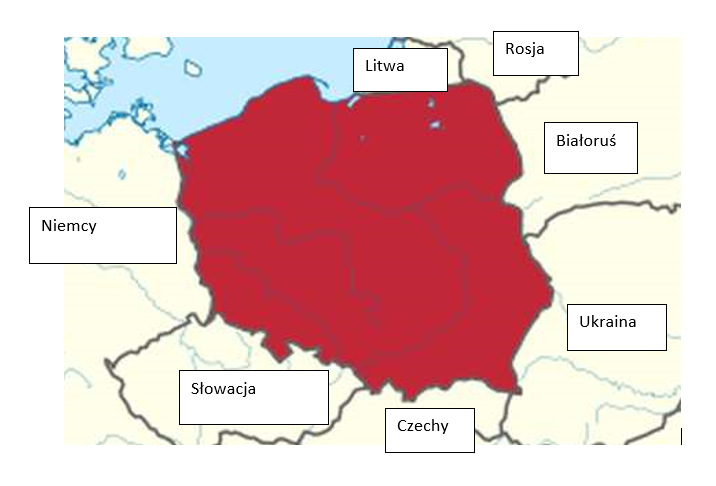 Rosja
Litwa
Białoruś
Niemcy
Ukraina
Słowacja
Czechy